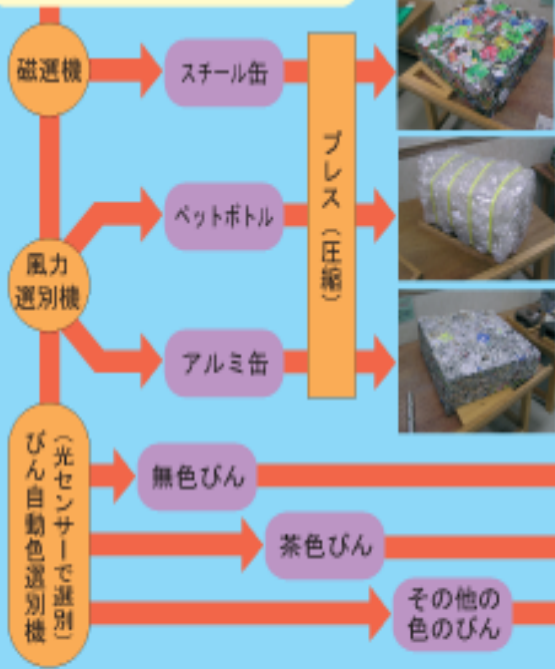 磁選機
スチール缶
プレス（圧縮）
ペットボトル
風力
選別機
アルミ缶
びん自動色選別機
（光センサーで選別）
無色びん
茶色びん
その他の
色のびん